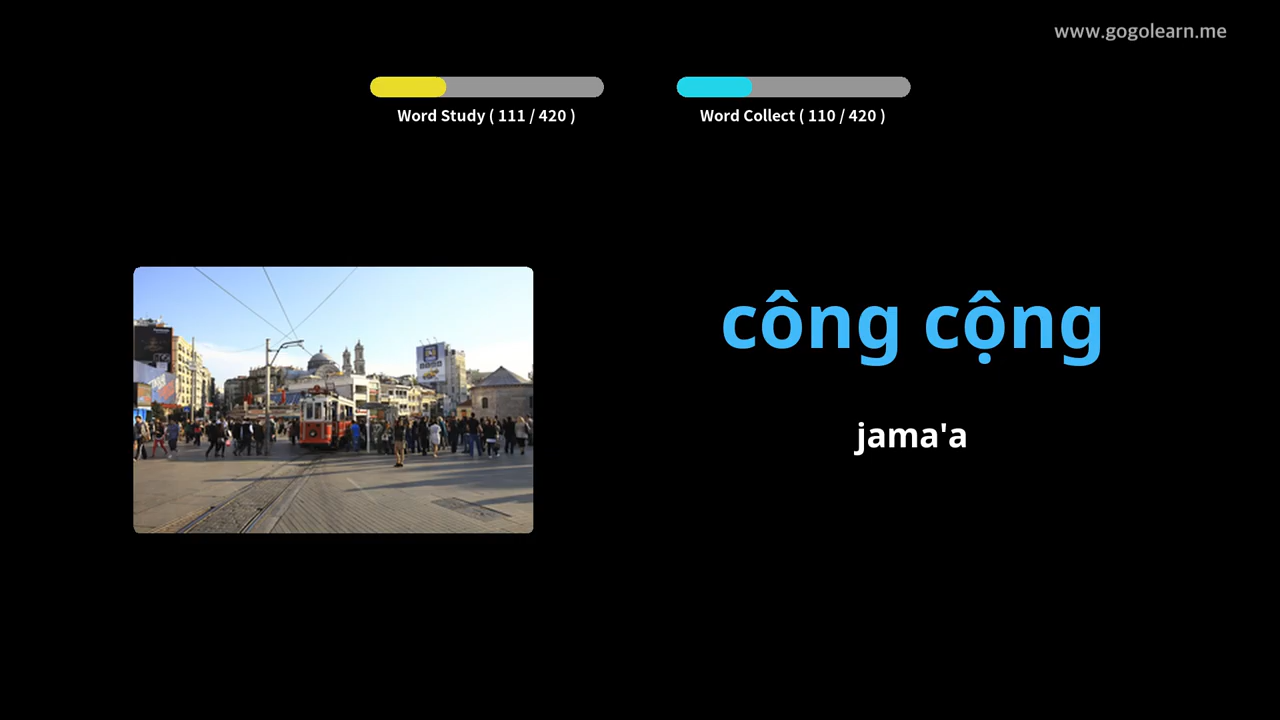 www.gogolearn.me
Word Study ( 111 / 420 )
Word Collect ( 110 / 420 )
công cộng
jama'a